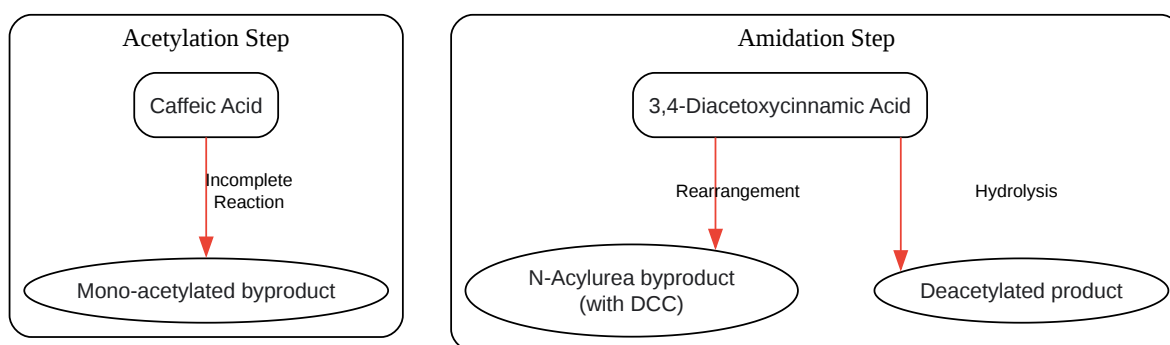 Acetylation Step
Caffeic Acid
Incomplete
Reaction
Mono-acetylated byproduct
Amidation Step
3,4-Diacetoxycinnamic Acid
Rearrangement
Hydrolysis
N-Acylurea byproduct
(with DCC)
Deacetylated product